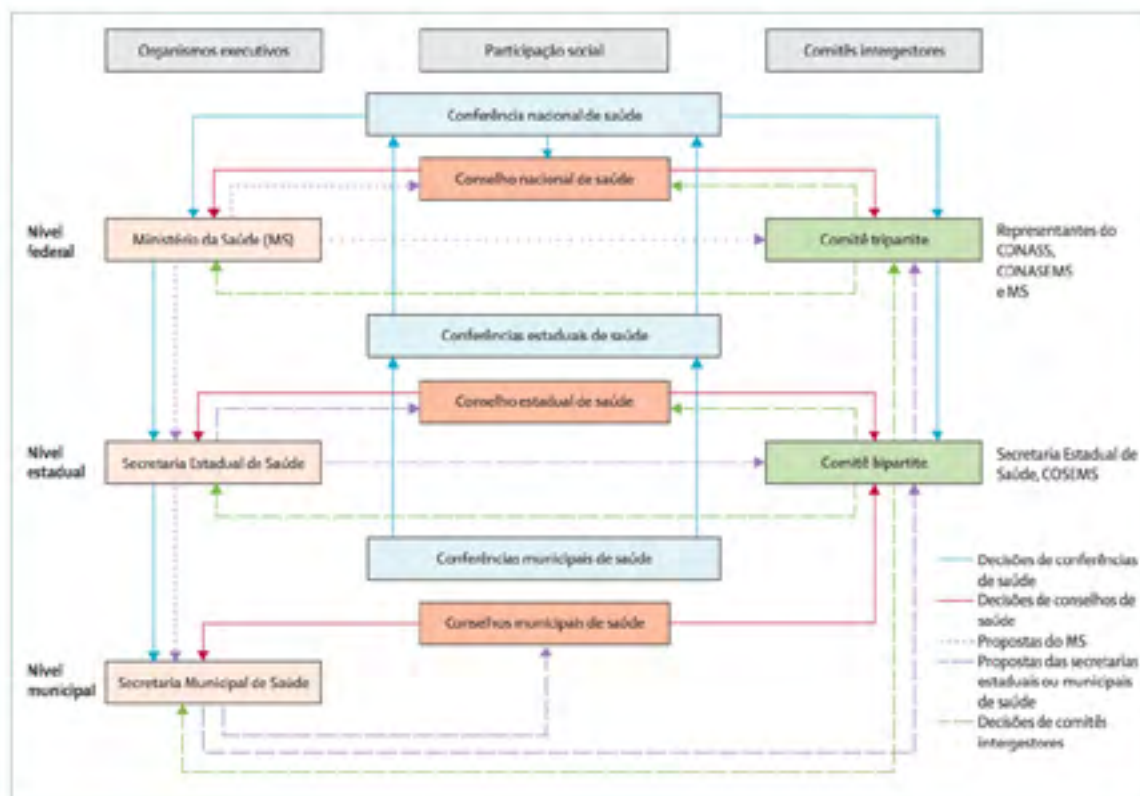 Organismos executivos
Participação social
Comitês intergestores
Conferência nacional de saúde
Conselho nacional de saúde
Nível
federal
Ministério da Saúde (MS)
Comitê tripartite
Representantes do
CONASS,
CONASEMS
e MS
Conferências estaduais de saúde
Conselho estadual de saúde
Nível
estadual
Secretaria Estadual de Saúde
Comitê bipartite
Secretaria Estadual de
Saúde, COSEMS
Conferências municipais de saúde
Conselhos municipais de saúde
Nível
municipal
Secretaria Municipal de Saúde
Decisões de conferências
de saúde
Decisões de conselhos de
saúde
Propostas do MS
Propostas das secretarias
estaduais ou municipais
de saúde
Decisões de comitês
intergestores